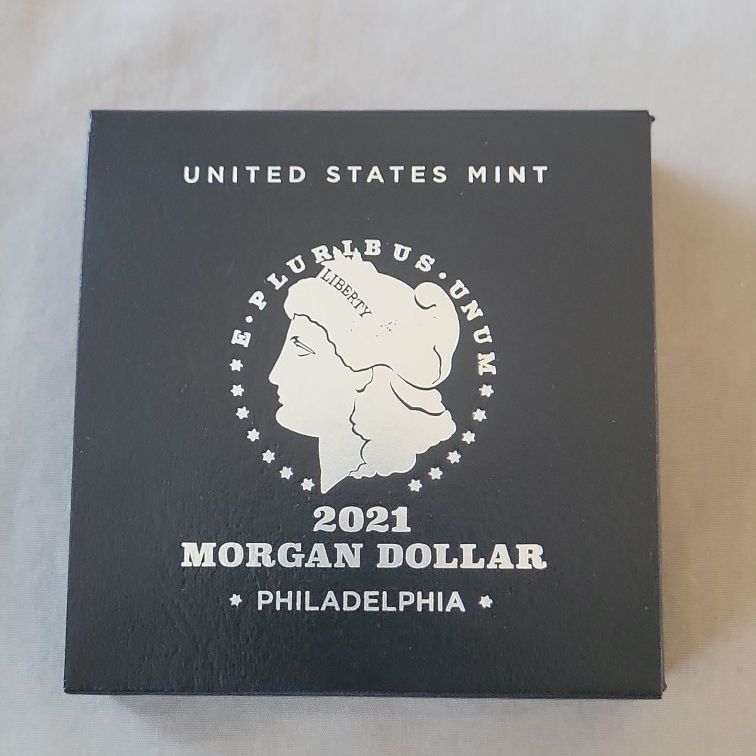 UNITED STATES MINT
E·PLURIBUS·UNUM
LIBERTY
2021
MORGAN DOLLAR
* PHILADELPHIA *